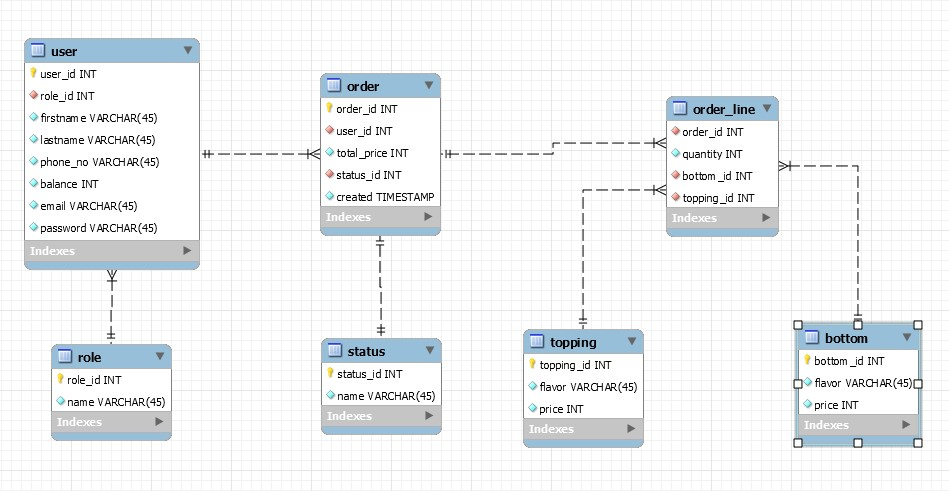 user
user_id INT
role_id INT
firstname VARCHAR(45)
lastname VARCHAR(45)
phone_no VARCHAR(45)
balance INT
email VARCHAR(45)
password VARCHAR(45)
Indexes
order
order_id INT
user_id INT
total_price INT
status_id INT
created TIMESTAMP
Indexes
order_line
order_id INT
quantity INT
bottom_id INT
topping_id INT
Indexes
role
role_id INT
name VARCHAR(45)
Indexes
status
status_id INT
name VARCHAR(45)
Indexes
topping
topping_id INT
flavor VARCHAR(45)
price INT
Indexes
bottom
bottom_id INT
flavor VARCHAR(45)
price INT
Indexes